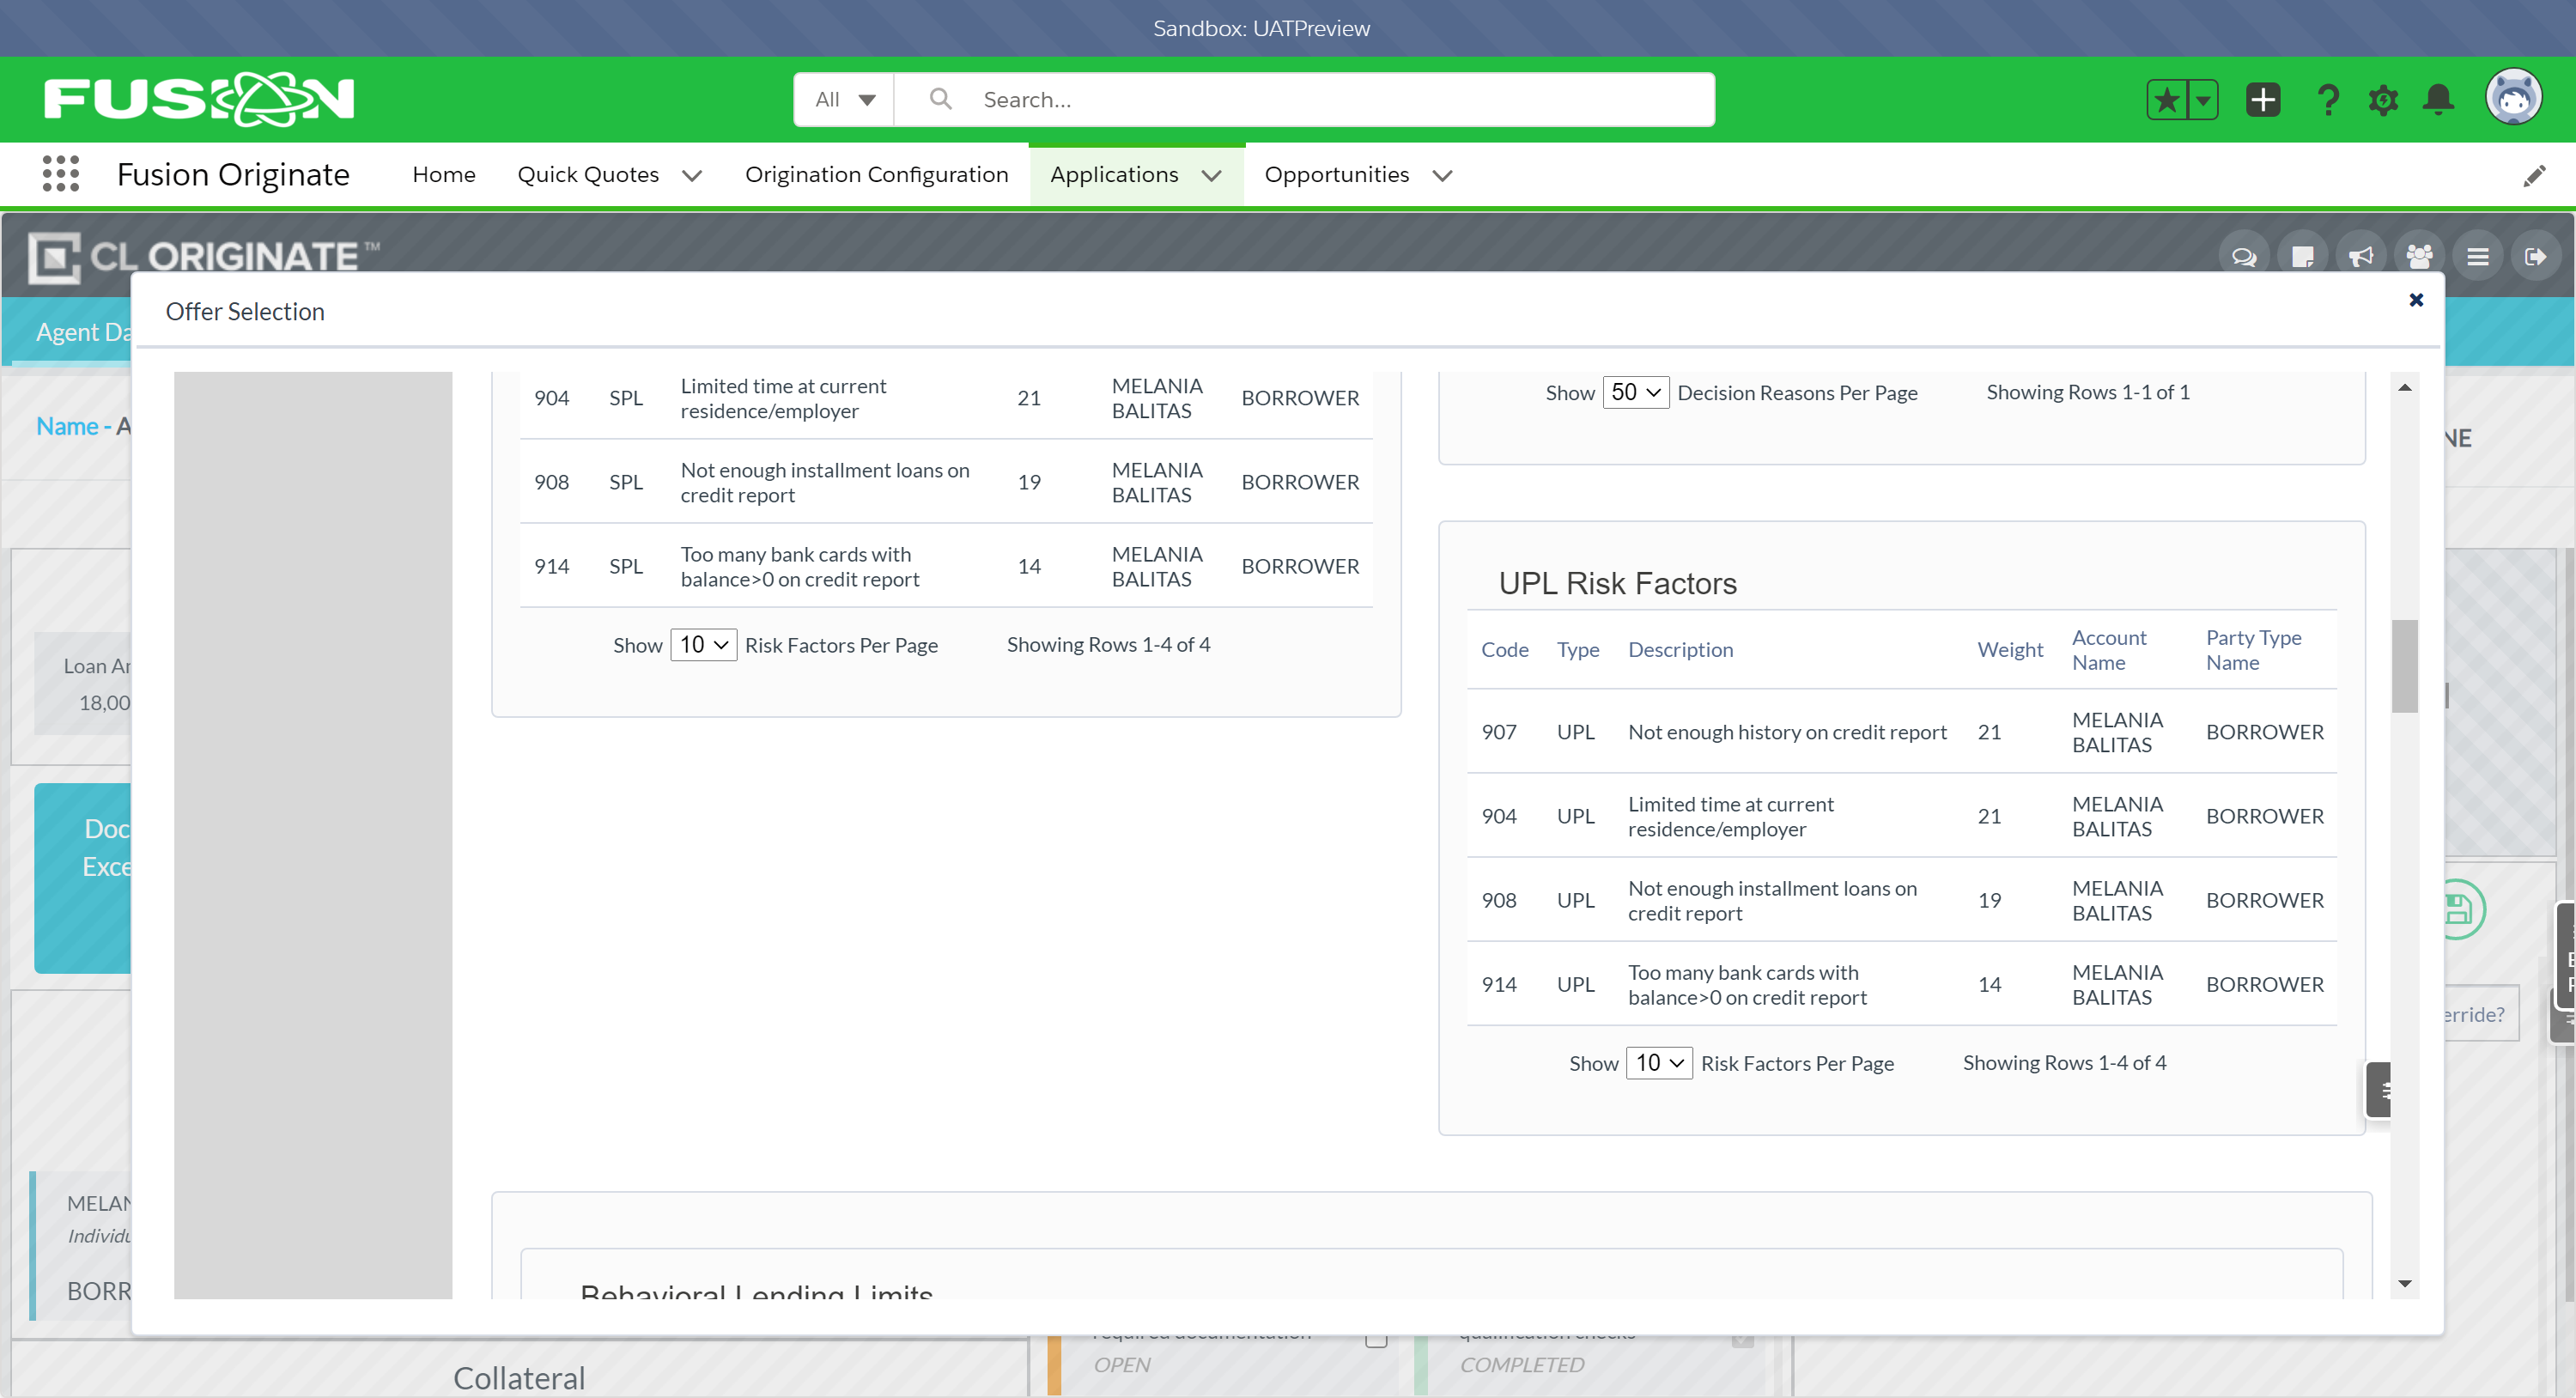 Sandbox: UATPreview
FUSION
All
Search...
Fusion Originate
Home
Quick Quotes
Origination Configuration
Applications
Opportunities
CL ORIGINATE™
Agent Da
Offer Selection
Name - A
NE
904 SPL Limited time at current residence/employer 21 MELANIA BALITAS BORROWER
908 SPL Not enough installment loans on credit report 19 MELANIA BALITAS BORROWER
914 SPL Too many bank cards with balance>0 on credit report 14 MELANIA BALITAS BORROWER
Show 10 Risk Factors Per Page Showing Rows 1-4 of 4
Show 50 Decision Reasons Per Page Showing Rows 1-1 of 1
UPL Risk Factors
Code Type Description Weight Account Name Party Type Name
907 UPL Not enough history on credit report 21 MELANIA BALITAS BORROWER
904 UPL Limited time at current residence/employer 21 MELANIA BALITAS BORROWER
908 UPL Not enough installment loans on credit report 19 MELANIA BALITAS BORROWER
914 UPL Too many bank cards with balance>0 on credit report 14 MELANIA BALITAS BORROWER
Show 10 Risk Factors Per Page Showing Rows 1-4 of 4
Behavioral Lending Limits
Loan Am
18,00
Doc
Exce
erride?
MELAN
Individu
BORR
Collateral
required documentation
OPEN
qualification checks
COMPLETED